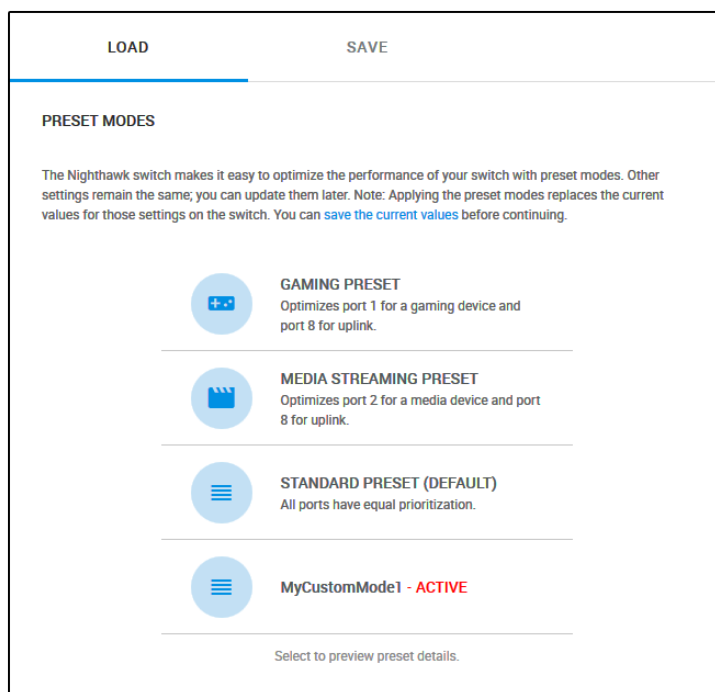 LOAD
SAVE
PRESET MODES
The Nighthawk switch makes it easy to optimize the performance of your switch with preset modes. Other
settings remain the same; you can update them later. Note: Applying the preset modes replaces the current
values for those settings on the switch. You can save the current values before continuing.
GAMING PRESET
Optimizes port 1 for a gaming device and
port 8 for uplink.
MEDIA STREAMING PRESET
Optimizes port 2 for a media device and port
8 for uplink.
STANDARD PRESET (DEFAULT)
All ports have equal prioritization.
MyCustomMode1 - ACTIVE
Select to preview preset details.